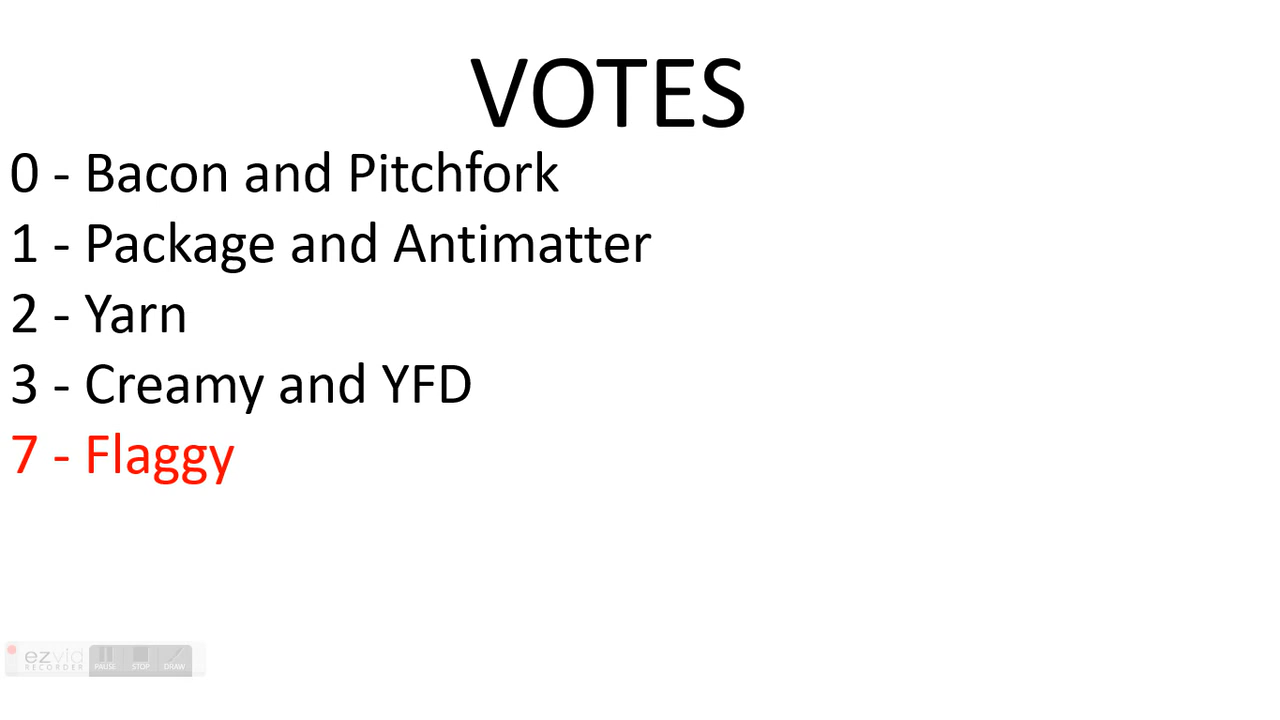 VOTES
0 - Bacon and Pitchfork
1 - Package and Antimatter
2 - Yarn
3 - Creamy and YFD
7 - Flaggy
ezvid
RECORDER
PAUSE STOP DRAW